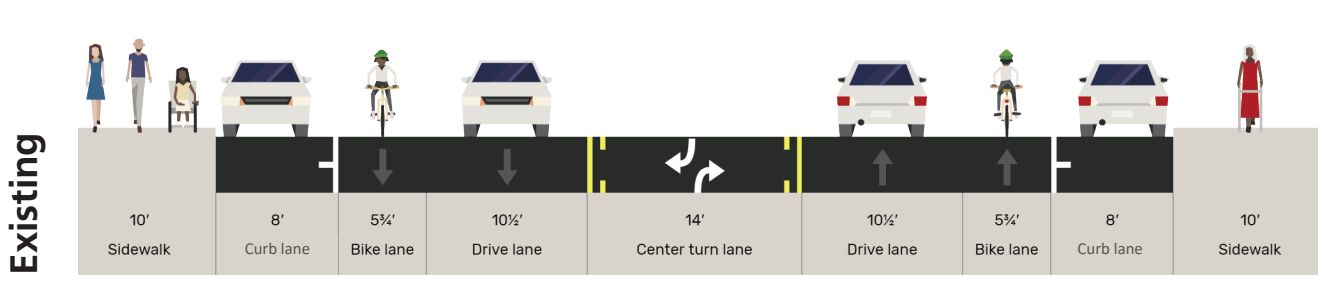 Existing
10′
Sidewalk
8′
Curb lane
5¾′
Bike lane
10½′
Drive lane
14′
Center turn lane
10½′
Drive lane
5¾′
Bike lane
8′
Curb lane
10′
Sidewalk